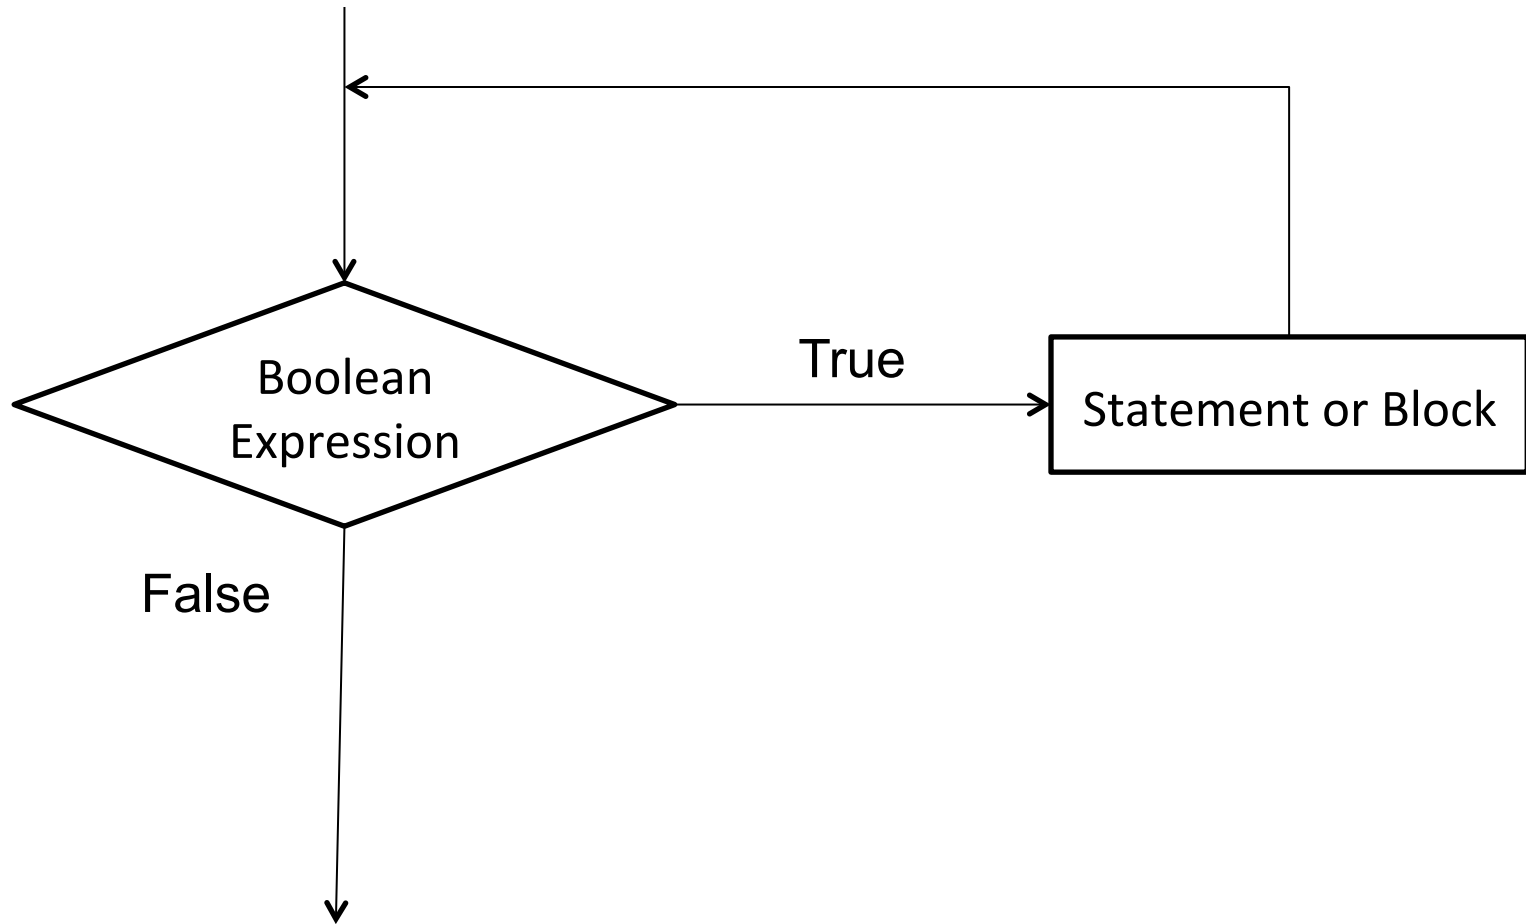 Boolean
Expression
True
Statement or Block
False